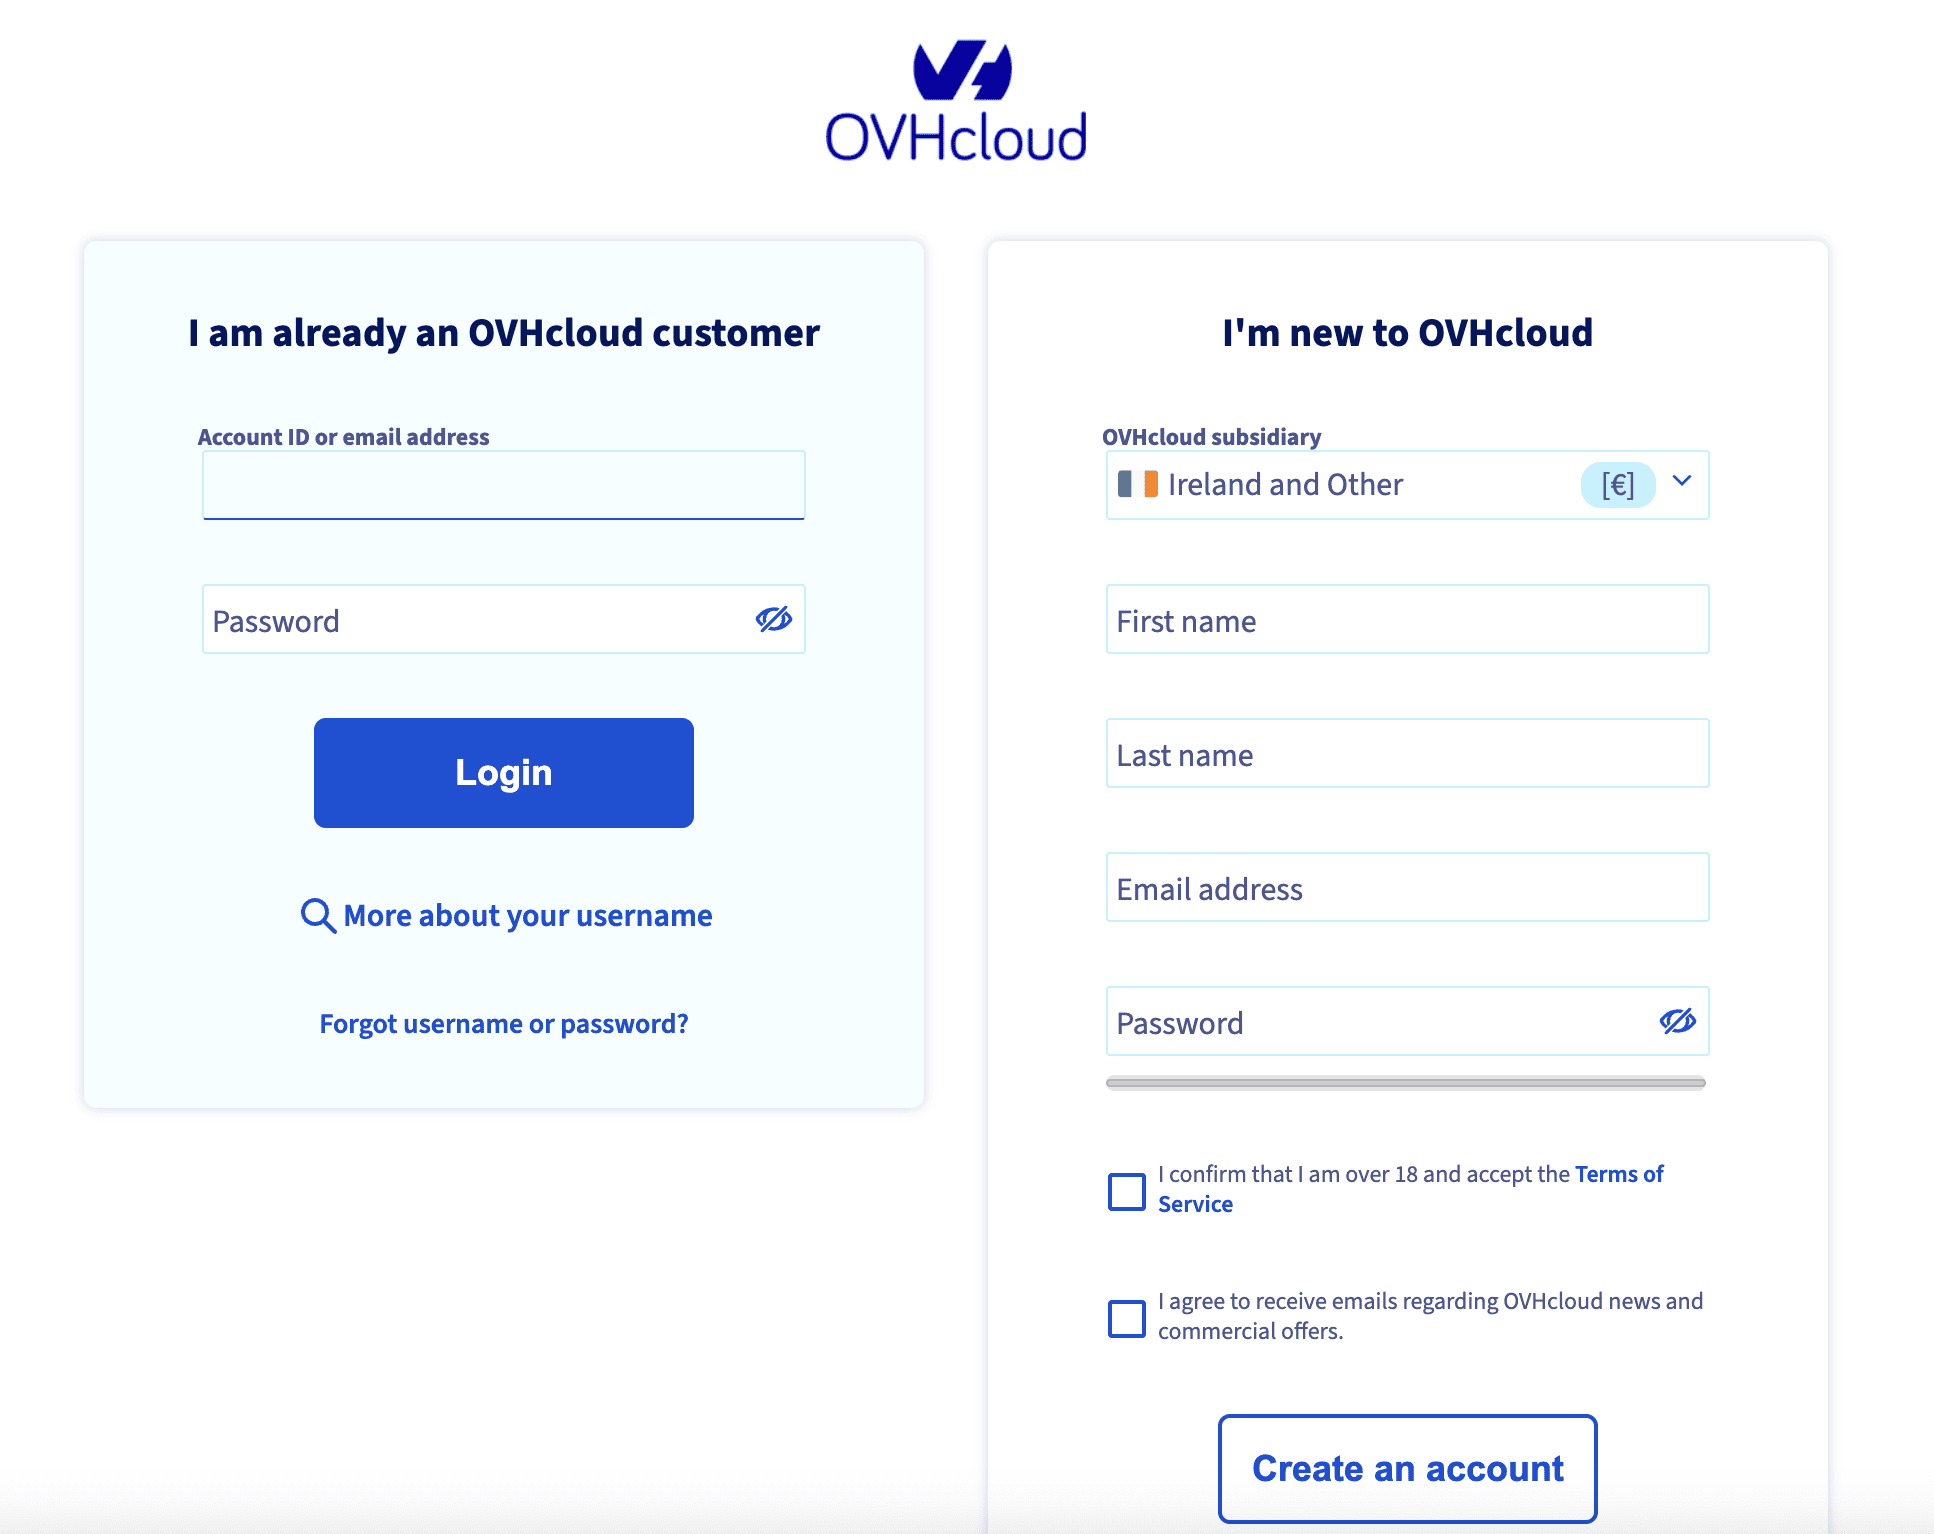 OVHcloud
I am already an OVHcloud customer
Account ID or email address
Password
Login
More about your username
Forgot username or password?
I'm new to OVHcloud
OVHcloud subsidiary
Ireland and Other [€]
First name
Last name
Email address
Password
I confirm that I am over 18 and accept the Terms of
Service
I agree to receive emails regarding OVHcloud news and
commercial offers.
Create an account